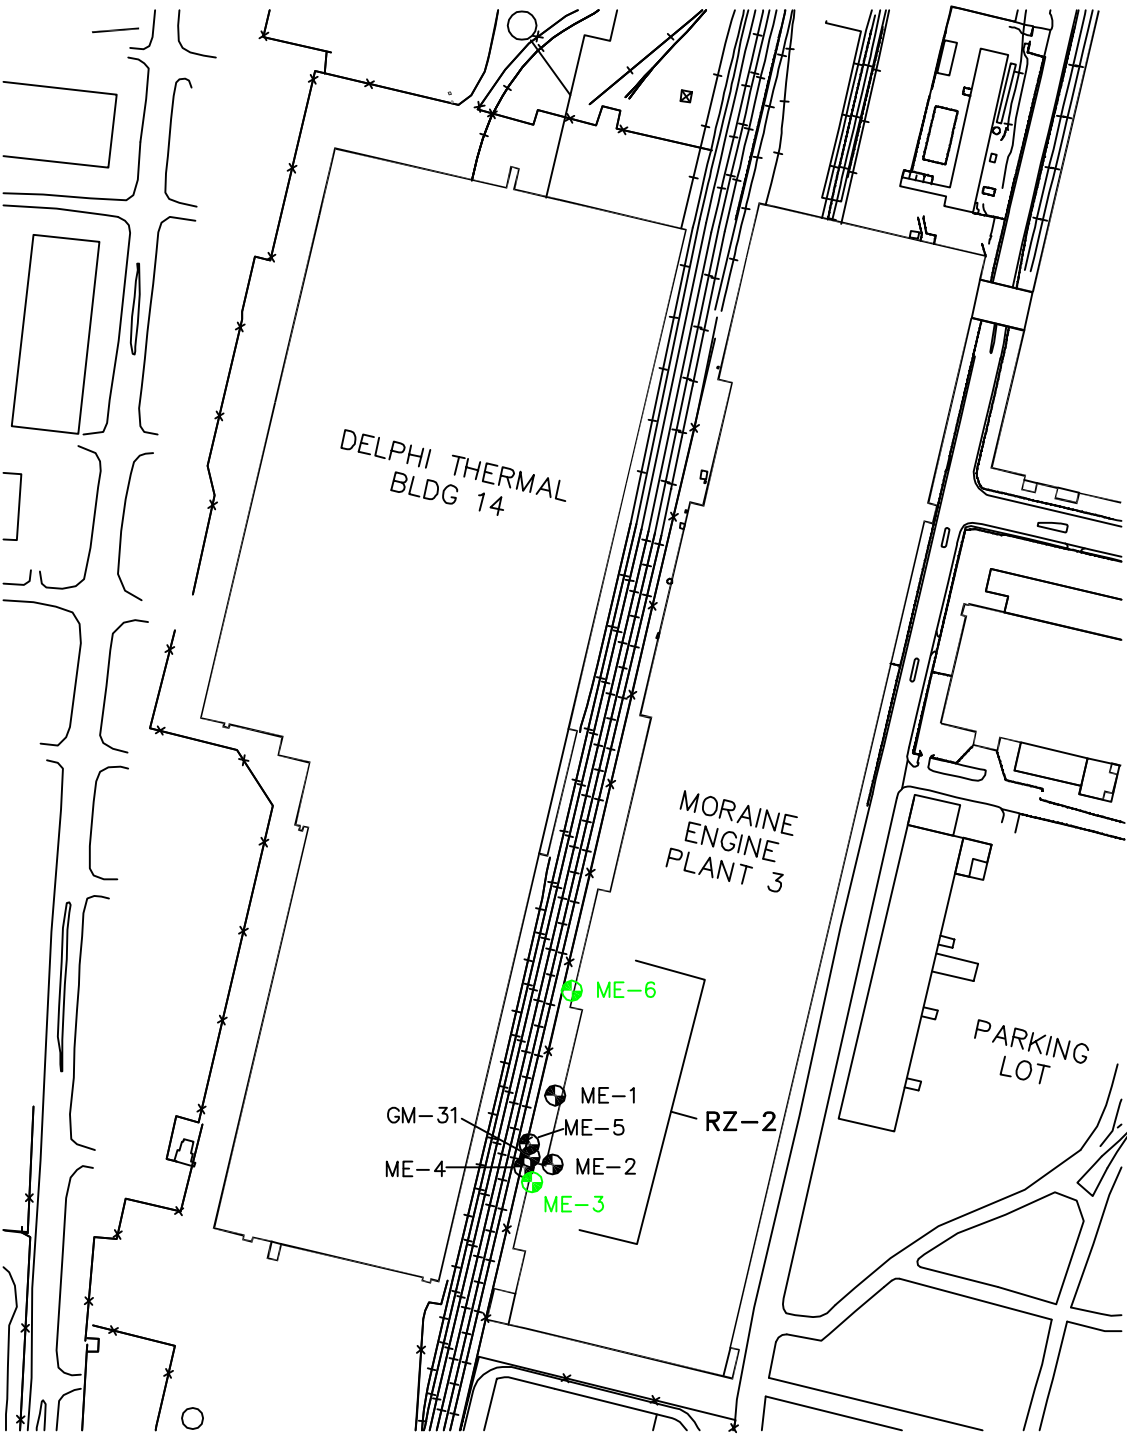 DELPHI THERMAL
BLDG 14
MORAINE
ENGINE
PLANT 3
ME-6
PARKING
LOT
ME-1
GM-31
ME-5
RZ-2
ME-4
ME-2
ME-3